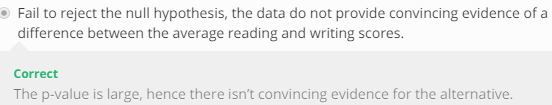 Fail to reject the null hypothesis, the data do not provide convincing evidence of a
difference between the average reading and writing scores.
Correct
The p-value is large, hence there isn't convincing evidence for the alternative.